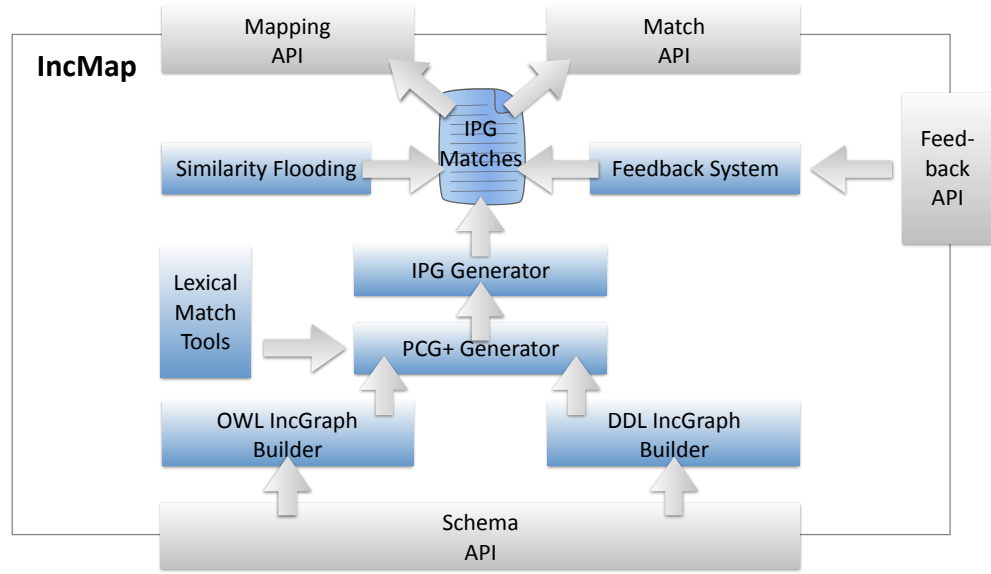 Mapping
API
Match
API
IncMap
IPG
Matches
Feed-
back
API
Similarity Flooding
Feedback System
Lexical
Match
Tools
IPG Generator
PCG+ Generator
OWL IncGraph
Builder
DDL IncGraph
Builder
Schema
API